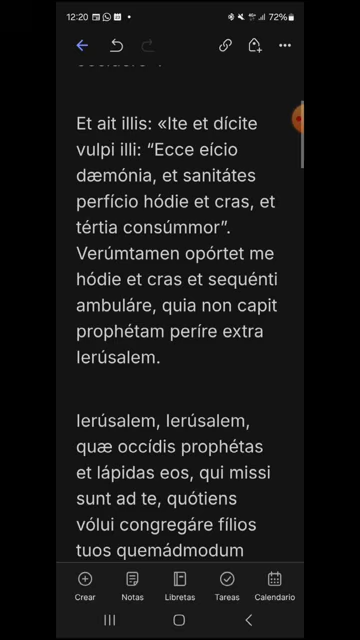 12:20
72%
Et ait illis: «Ite et dícite
vulpi illi: “Ecce eício
dæmónia, et sanitátes
perfício hódie et cras, et
tértia consúmmor”.
Verúmtamen opórtet me
hódie et cras et sequénti
ambuláre, quia non capit
prophétam períre extra
Ierúsalem.
Ierúsalem, Ierúsalem,
quæ occídis prophétas
et lápidas eos, qui missi
sunt ad te, quótiens
vólui congregáre fílios
tuos quemádmodum
Crear
Notas
Libretas
Tareas
Calendario